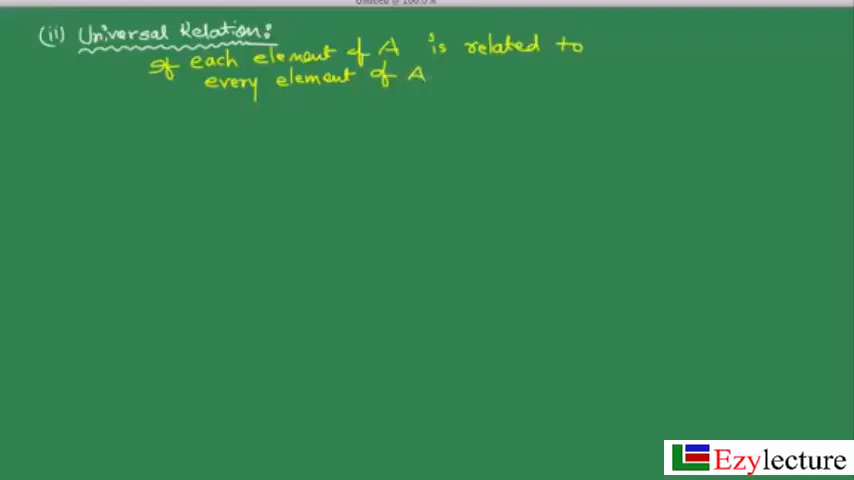 (ii) Universal Relation:
If each element of A is related to
every element of A
Ezylecture